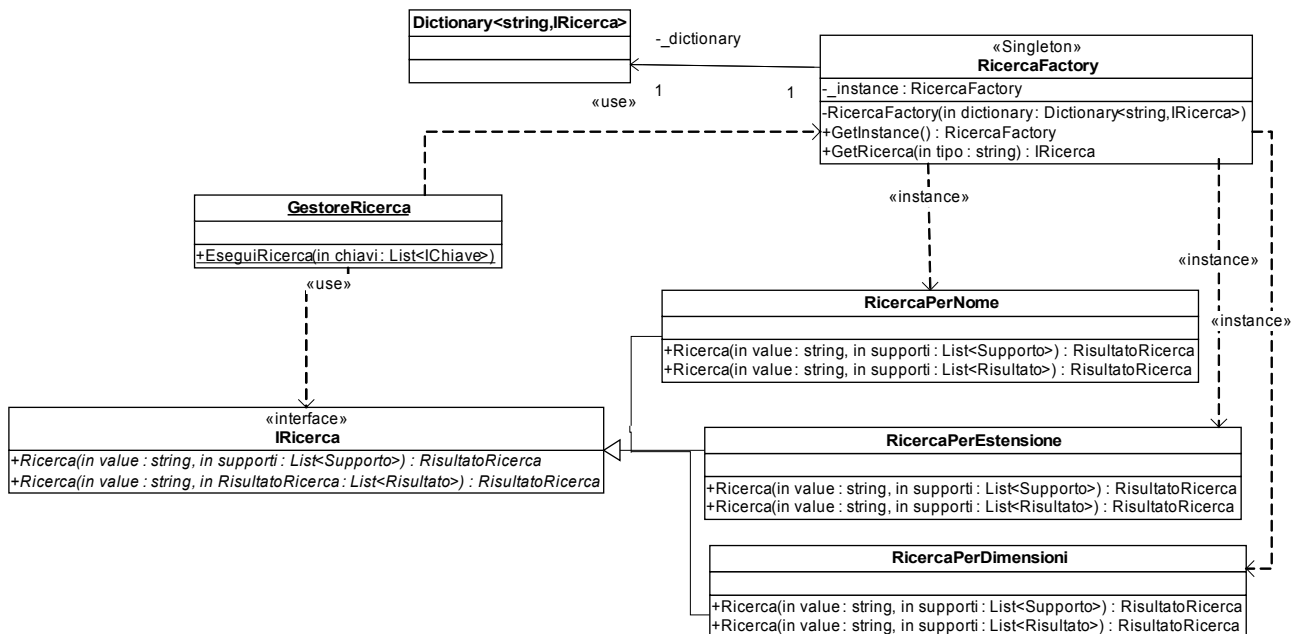 Dictionary<string,IRicerca>
-_dictionary
1
1
«use»
«Singleton»
RicercaFactory
-_instance : RicercaFactory
-RicercaFactory(in dictionary : Dictionary<string,IRicerca>)
+GetInstance() : RicercaFactory
+GetRicerca(in tipo : string) : IRicerca
GestoreRicerca
+EseguiRicerca(in chiavi : List<IChiave>)
«use»
«instance»
«instance»
«instance»
RicercaPerNome
+Ricerca(in value : string, in supporti : List<Supporto>) : RisultatoRicerca
+Ricerca(in value : string, in supporti : List<Risultato>) : RisultatoRicerca
«interface»
IRicerca
+Ricerca(in value : string, in supporti : List<Supporto>) : RisultatoRicerca
+Ricerca(in value : string, in RisultatoRicerca : List<Risultato>) : RisultatoRicerca
RicercaPerEstensione
+Ricerca(in value : string, in supporti : List<Supporto>) : RisultatoRicerca
+Ricerca(in value : string, in supporti : List<Risultato>) : RisultatoRicerca
RicercaPerDimensioni
+Ricerca(in value : string, in supporti : List<Supporto>) : RisultatoRicerca
+Ricerca(in value : string, in supporti : List<Risultato>) : RisultatoRicerca